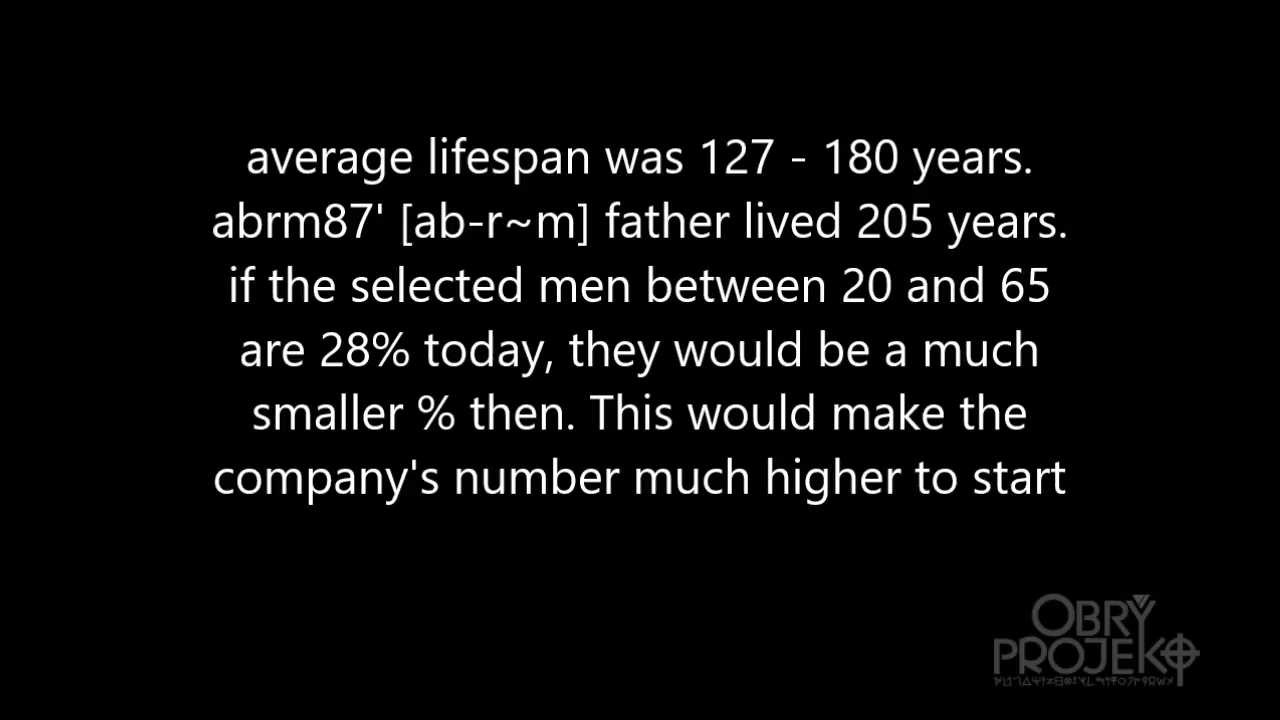 average lifespan was 127 - 180 years.
abrm87' [ab-r~m] father lived 205 years.
if the selected men between 20 and 65
are 28% today, they would be a much
smaller % then. This would make the
company's number much higher to start
OBRY
PROJEKT